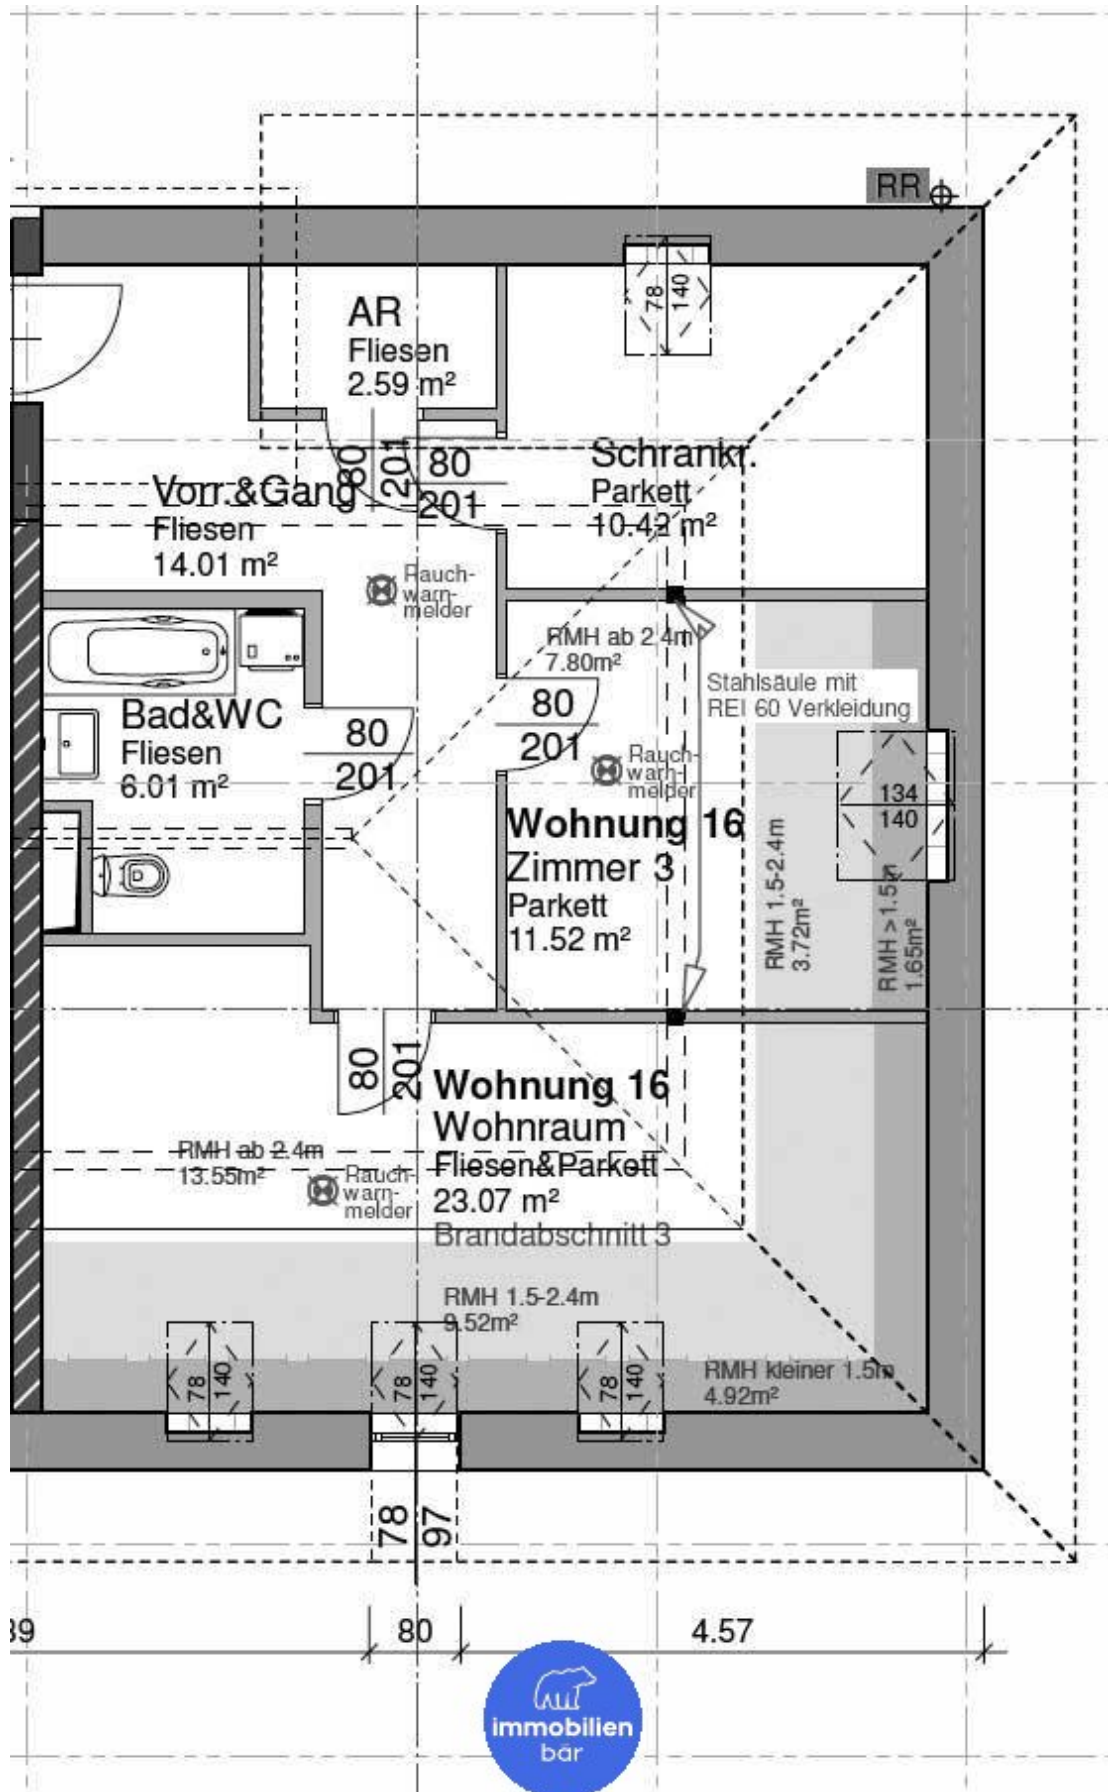 RR
78
140
AR
Fliesen
2.59 m²
80
201
80
201
Schrankr.
Parkett
10.42 m²
Vorr.&Gang
Fliesen
14.01 m²
Rauch-
warn-
melder
RMH ab 2.4m
7.80m²
Stahlsäule mit
REI 60 Verkleidung
Bad&WC
Fliesen
6.01 m²
80
201
80
201
Rauch-
warn-
melder
134
140
Wohnung 16
Zimmer 3
Parkett
11.52 m²
RMH 1.5-2.4m
3.72m²
RMH >1.5m
1.65m²
80
201
Wohnung 16
Wohnraum
Fliesen&Parkett
23.07 m²
Brandabschnitt 3
RMH ab 2.4m
13.55m²
Rauch-
warn-
melder
RMH 1.5-2.4m
9.52m²
RMH kleiner 1.5m
4.92m²
78
140
78
140
78
140
78
97
39
80
4.57
immobilien
bär